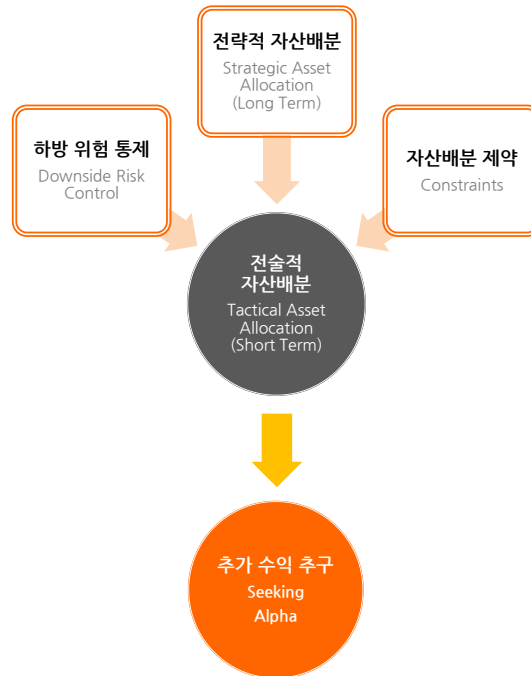 전략적 자산배분
Strategic Asset
Allocation
(Long Term)
하방 위험 통제
Downside Risk
Control
자산배분 제약
Constraints
전술적
자산배분
Tactical Asset
Allocation
(Short Term)
추가 수익 추구
Seeking
Alpha